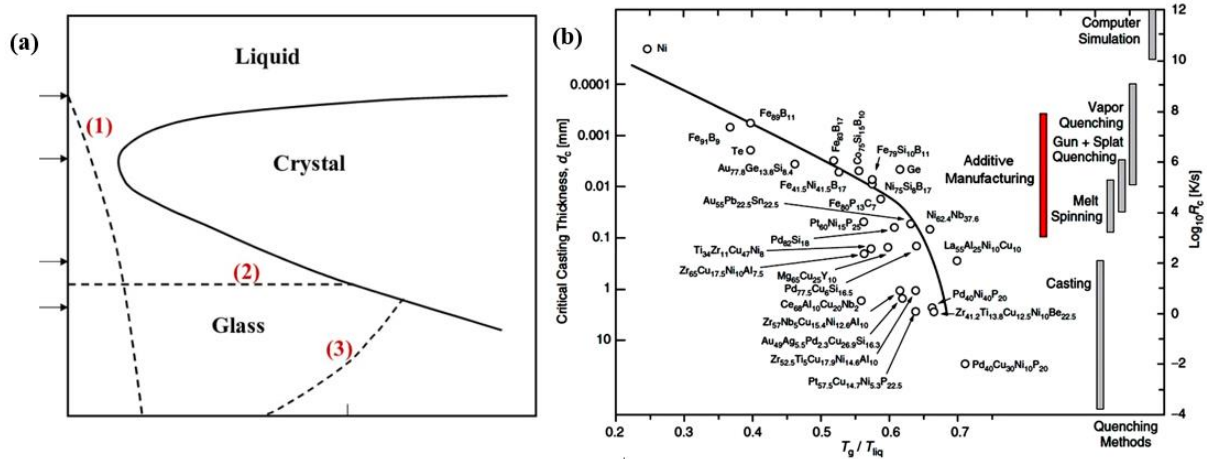 (a)
Liquid
(1)
Crystal
(2)
Glass
(3)
(b)
Critical Casting Thickness, d_c [mm]
0.0001
0.001
0.01
0.1
1
10
Ni
Fe₈₉B₁₁
Fe₉₁B₉
Te
Au₇₇.₈Ge₁₃.₈Si₈.₄
Fe₈₃B₁₇
Co₇₅Si₁₅B₁₀
Fe₇₉Si₁₀B₁₁
Ge
Fe₄₁.₅Ni₄₁.₅B₁₇
Ni₇₅Si₈B₁₇
Fe₈₀P₁₃C₇
Au₅₅Pb₂₂.₅Sn₂₂.₅
Pt₆₀Ni₁₅P₂₅
Ni₆₂.₄Nb₃₇.₆
Pd₈₂Si₁₈
La₅₅Al₂₅Ni₁₀Cu₁₀
Ti₃₄Zr₁₁Cu₄₇Ni₈
Zr₆₅Cu₁₇.₅Ni₁₀Al₇.₅
Mg₆₅Cu₂₅Y₁₀
Pd₇₇.₅Cu₆Si₁₆.₅
Ce₆₈Al₁₀Cu₂₀Nb₂
Pd₄₀Ni₄₀P₂₀
Zr₄₁.₂Ti₁₃.₈Cu₁₂.₅Ni₁₀Be₂₂.₅
Zr₅₇Nb₅Cu₁₅.₄Ni₁₂.₆Al₁₀
Au₄₉Ag₅.₅Pd₂.₃Cu₂₆.₉Si₁₆.₃
Zr₅₂.₅Ti₅Cu₁₇.₉Ni₁₄.₆Al₁₀
Pd₄₀Cu₃₀Ni₁₀P₂₀
Pt₅₇.₅Cu₁₄.₇Ni₅.₃P₂₂.₅
0.2
0.3
0.4
0.5
0.6
0.7
T_g / T_liq
Computer
Simulation
Vapor
Quenching
Gun + Splat
Quenching
Additive
Manufacturing
Melt
Spinning
Casting
Quenching
Methods
12
10
8
6
4
2
0
-2
-4
Log₁₀R_c [K/s]